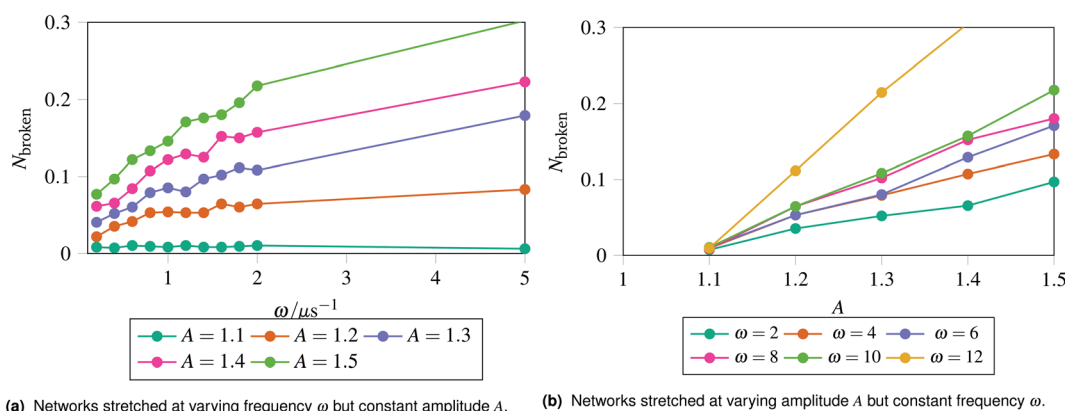 0.3
0.2
0.1
0
N_broken
1 2 3 4 5
ω/μs⁻¹
A = 1.1 A = 1.2 A = 1.3
A = 1.4 A = 1.5
(a) Networks stretched at varying frequency ω but constant amplitude A.
0.3
0.2
0.1
0
N_broken
1 1.1 1.2 1.3 1.4 1.5
A
ω = 2 ω = 4 ω = 6
ω = 8 ω = 10 ω = 12
(b) Networks stretched at varying amplitude A but constant frequency ω.